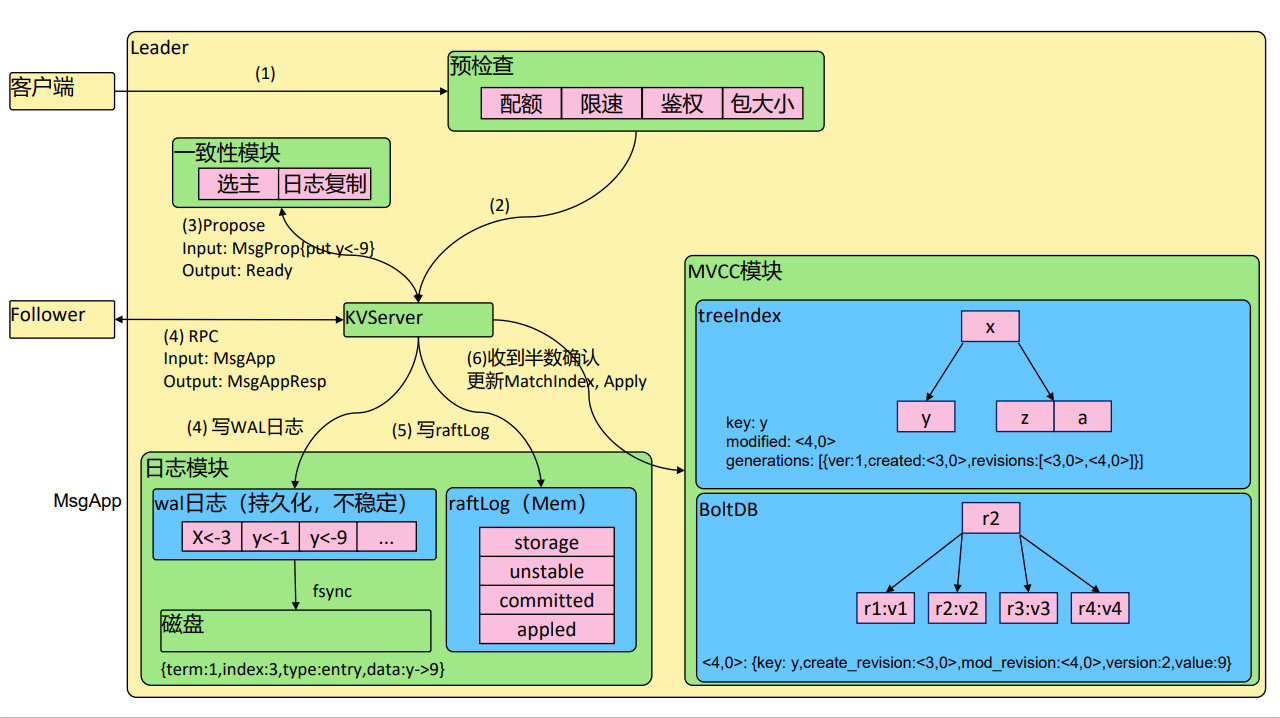 Leader
客户端
(1)
预检查
配额 限速 鉴权 包大小
一致性模块
选主 日志复制
(2)
(3)Propose
Input: MsgProp{put y<-9}
Output: Ready
Follower
KVServer
(4) RPC
Input: MsgApp
Output: MsgAppResp
(6)收到半数确认
更新MatchIndex, Apply
(4) 写WAL日志
(5) 写raftLog
MsgApp
日志模块
wal日志（持久化，不稳定）
X<-3 y<-1 y<-9 ...
fsync
磁盘
{term:1,index:3,type:entry,data:y->9}
raftLog（Mem）
storage
unstable
committed
appled
MVCC模块
treeIndex
x
y z a
key: y
modified: <4,0>
generations: [{ver:1,created:<3,0>,revisions:[<3,0>,<4,0>]}]
BoltDB
r2
r1:v1 r2:v2 r3:v3 r4:v4
<4,0>: {key: y,create_revision:<3,0>,mod_revision:<4,0>,version:2,value:9}